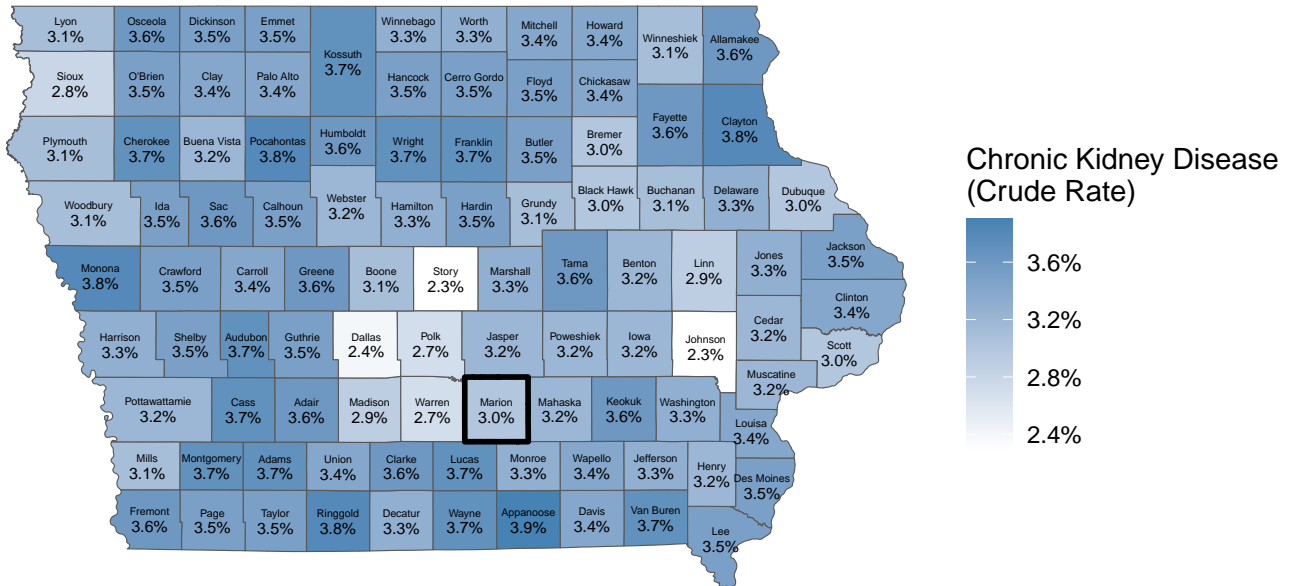 Lyon
3.1%
Osceola
3.6%
Dickinson
3.5%
Emmet
3.5%
Kossuth
3.7%
Winnebago
3.3%
Worth
3.3%
Mitchell
3.4%
Howard
3.4%
Winneshiek
3.1%
Allamakee
3.6%
Sioux
2.8%
O'Brien
3.5%
Clay
3.4%
Palo Alto
3.4%
Hancock
3.5%
Cerro Gordo
3.5%
Floyd
3.5%
Chickasaw
3.4%
Fayette
3.6%
Clayton
3.8%
Plymouth
3.1%
Cherokee
3.7%
Buena Vista
3.2%
Pocahontas
3.8%
Humboldt
3.6%
Wright
3.7%
Franklin
3.7%
Butler
3.5%
Bremer
3.0%
Woodbury
3.1%
Ida
3.5%
Sac
3.6%
Calhoun
3.5%
Webster
3.2%
Hamilton
3.3%
Hardin
3.5%
Grundy
3.1%
Black Hawk
3.0%
Buchanan
3.1%
Delaware
3.3%
Dubuque
3.0%
Monona
3.8%
Crawford
3.5%
Carroll
3.4%
Greene
3.6%
Boone
3.1%
Story
2.3%
Marshall
3.3%
Tama
3.6%
Benton
3.2%
Linn
2.9%
Jones
3.3%
Jackson
3.5%
Clinton
3.4%
Harrison
3.3%
Shelby
3.5%
Audubon
3.7%
Guthrie
3.5%
Dallas
2.4%
Polk
2.7%
Jasper
3.2%
Poweshiek
3.2%
Iowa
3.2%
Johnson
2.3%
Cedar
3.2%
Scott
3.0%
Muscatine
3.2%
Pottawattamie
3.2%
Cass
3.7%
Adair
3.6%
Madison
2.9%
Warren
2.7%
Marion
3.0%
Mahaska
3.2%
Keokuk
3.6%
Washington
3.3%
Louisa
3.4%
Mills
3.1%
Montgomery
3.7%
Adams
3.7%
Union
3.4%
Clarke
3.6%
Lucas
3.7%
Monroe
3.3%
Wapello
3.4%
Jefferson
3.3%
Henry
3.2%
Des Moines
3.5%
Fremont
3.6%
Page
3.5%
Taylor
3.5%
Ringgold
3.8%
Decatur
3.3%
Wayne
3.7%
Appanoose
3.9%
Davis
3.4%
Van Buren
3.7%
Lee
3.5%
Chronic Kidney Disease
(Crude Rate)
3.6%
3.2%
2.8%
2.4%